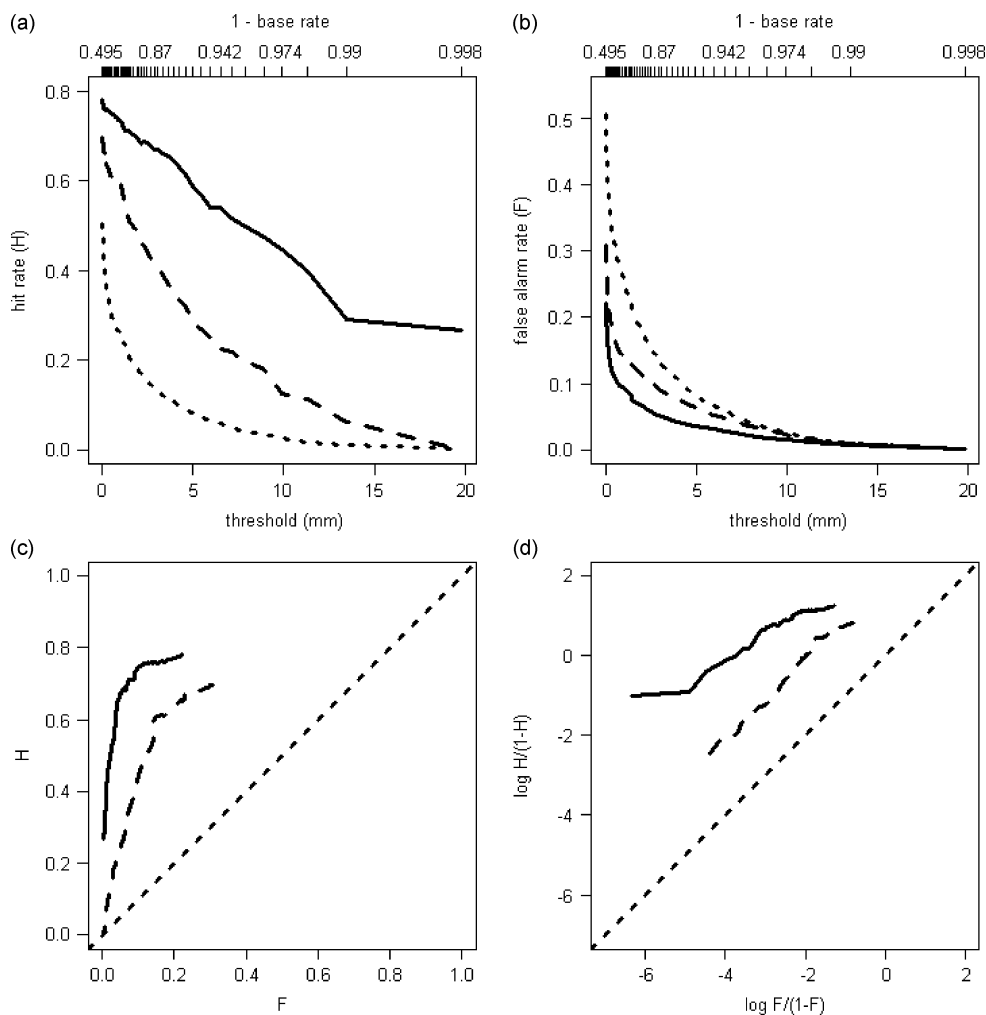 (a)
1 - base rate
0.495 0.87 0.942 0.974 0.99 0.998
0.8
0.6
0.4
0.2
0.0
hit rate (H)
0 5 10 15 20
threshold (mm)
(b)
1 - base rate
0.495 0.87 0.942 0.974 0.99 0.998
0.5
0.4
0.3
0.2
0.1
0.0
false alarm rate (F)
0 5 10 15 20
threshold (mm)
(c)
1.0
0.8
0.6
0.4
0.2
0.0
H
0.0 0.2 0.4 0.6 0.8 1.0
F
(d)
2
0
-2
-4
-6
log H/(1-H)
-6 -4 -2 0 2
log F/(1-F)